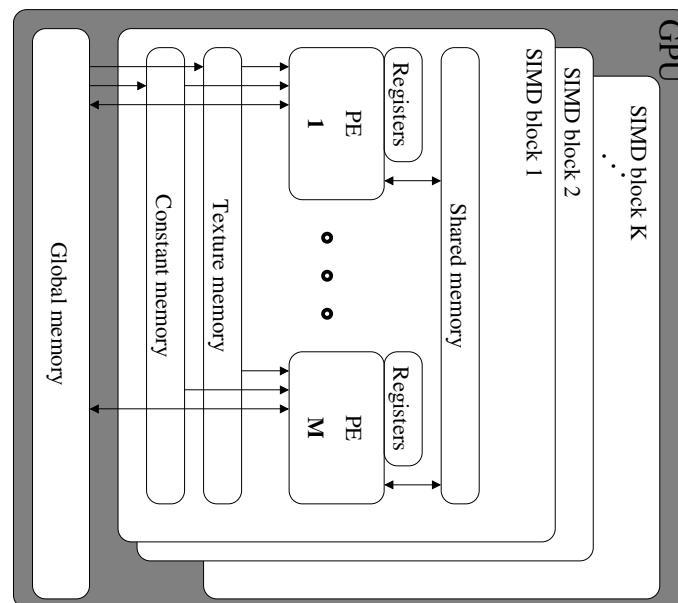 GPU
SIMD block K
. . .
SIMD block 2
SIMD block 1
Shared memory
Registers
Registers
PE
1
PE
M
Texture memory
Constant memory
Global memory